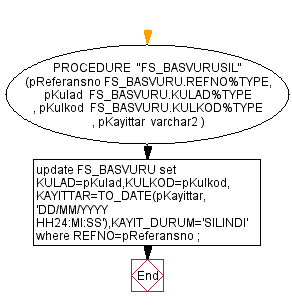 PROCEDURE "FS_BASVURUSIL"
(pReferansno FS_BASVURU.REFNO%TYPE,
pKulad FS_BASVURU.KULAD%TYPE
, pKulkod FS_BASVURU.KULKOD%TYPE
, pKayittar varchar2 )
update FS_BASVURU set
KULAD=pKulad,KULKOD=pKulkod,
KAYITTAR=TO_DATE(pKayittar,
'DD/MM/YYYY
HH24:MI:SS'),KAYIT_DURUM='SILINDI'
where REFNO=pReferansno ;
End